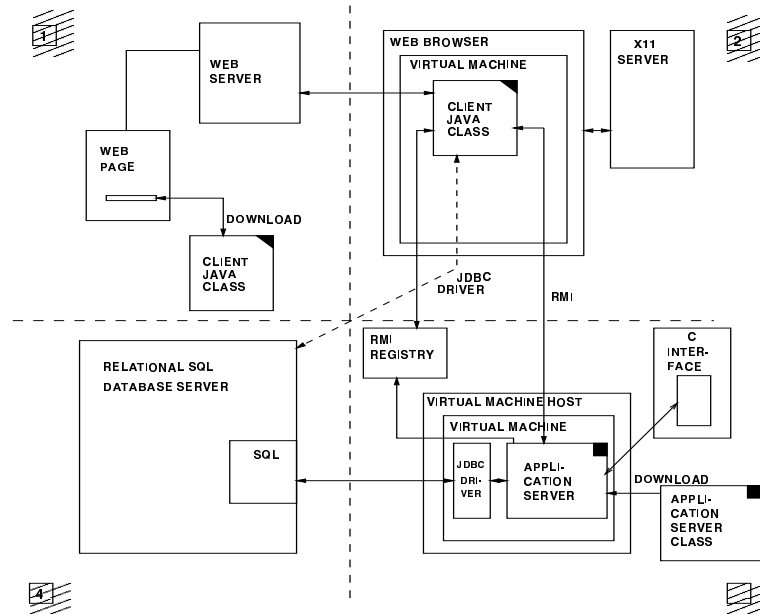 1
WEB
SERVER
WEB
PAGE
DOWNLOAD
CLIENT
JAVA
CLASS
WEB BROWSER
VIRTUAL MACHINE
CLIENT
JAVA
CLASS
X11
SERVER
2
JDBC
DRIVER
RMI
RELATIONAL SQL
DATABASE SERVER
SQL
4
RMI
REGISTRY
VIRTUAL MACHINE HOST
VIRTUAL MACHINE
JDBC
DRI-
VER
APPLI-
CATION
SERVER
C
INTER-
FACE
DOWNLOAD
APPLI-
CATION
SERVER
CLASS